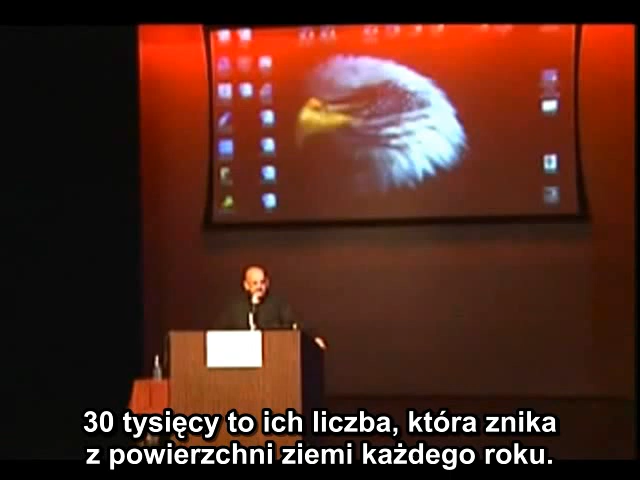 30 tysięcy to ich liczba, która znika
z powierzchni ziemi każdego roku.